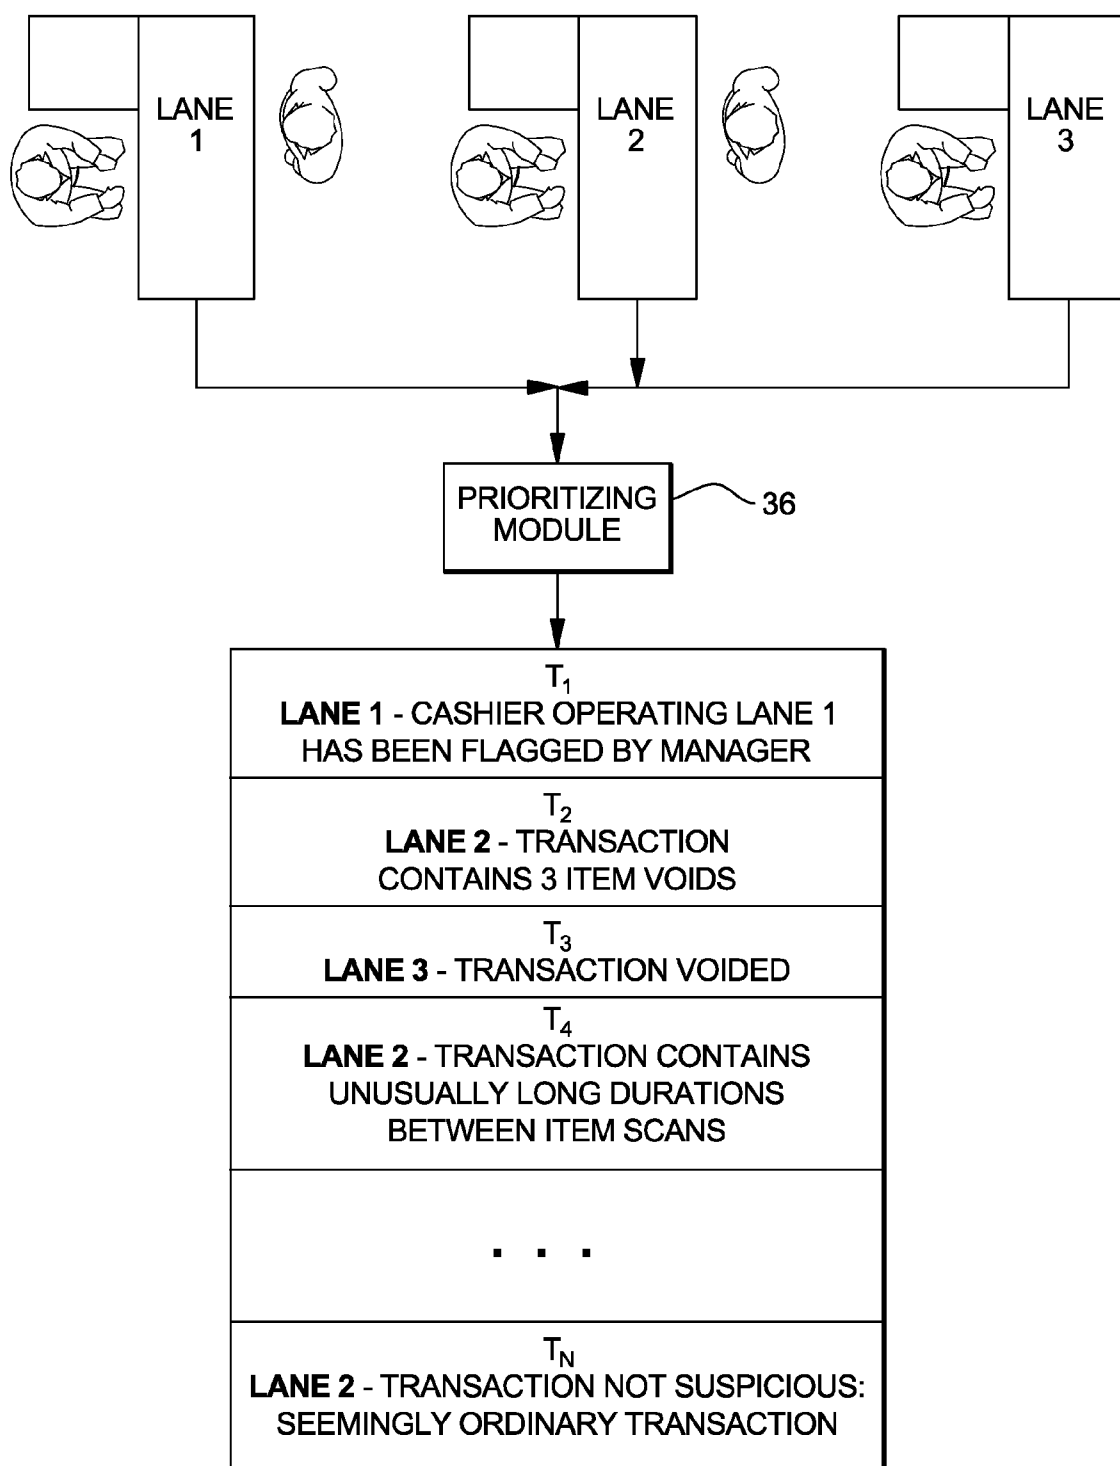 LANE
1
LANE
2
LANE
3
PRIORITIZING
MODULE
36
T1
LANE 1 - CASHIER OPERATING LANE 1
HAS BEEN FLAGGED BY MANAGER
T2
LANE 2 - TRANSACTION
CONTAINS 3 ITEM VOIDS
T3
LANE 3 - TRANSACTION VOIDED
T4
LANE 2 - TRANSACTION CONTAINS
UNUSUALLY LONG DURATIONS
BETWEEN ITEM SCANS
. . .
TN
LANE 2 - TRANSACTION NOT SUSPICIOUS:
SEEMINGLY ORDINARY TRANSACTION